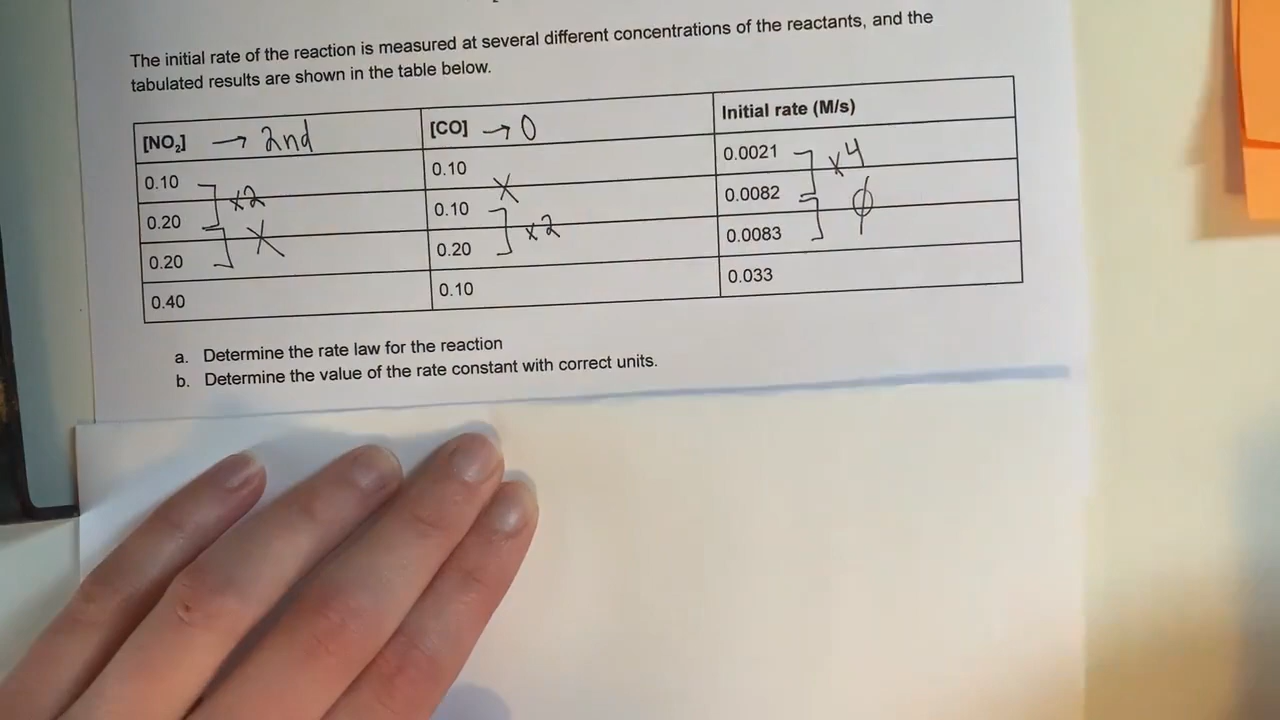 The initial rate of the reaction is measured at several different concentrations of the reactants, and the
tabulated results are shown in the table below.
[NO₂] → 2nd [CO] → 0 Initial rate (M/s)
0.10 0.10 0.0021
x2 X x4
0.20 0.10 0.0082
X x2 ϕ
0.20 0.20 0.0083
0.40 0.10 0.033
a. Determine the rate law for the reaction
b. Determine the value of the rate constant with correct units.